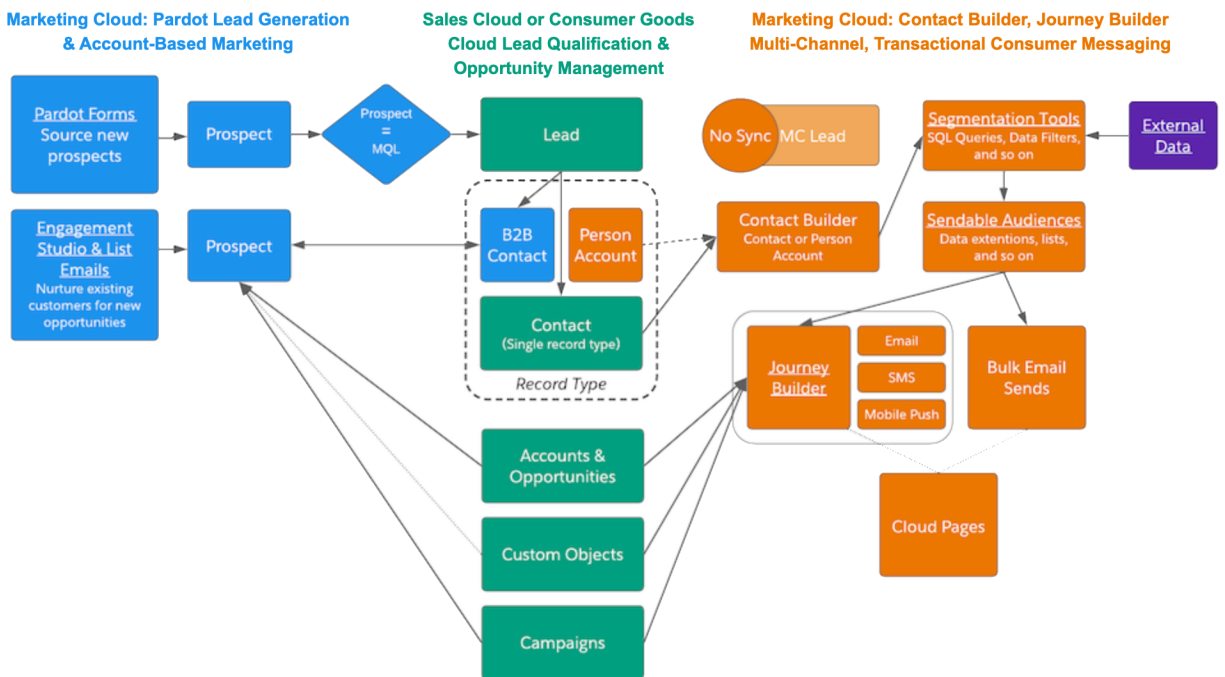 Marketing Cloud: Pardot Lead Generation
& Account-Based Marketing
Sales Cloud or Consumer Goods
Cloud Lead Qualification &
Opportunity Management
Marketing Cloud: Contact Builder, Journey Builder
Multi-Channel, Transactional Consumer Messaging
Pardot Forms
Source new
prospects
Prospect
Prospect
=
MQL
Lead
No Sync
MC Lead
Segmentation Tools
SQL Queries, Data Filters,
and so on
External
Data
Engagement
Studio & List
Emails
Nurture existing
customers for new
opportunities
Prospect
B2B
Contact
Person
Account
Contact
(Single record type)
Record Type
Contact Builder
Contact or Person
Account
Sendable Audiences
Data extentions, lists,
and so on
Journey
Builder
Email
SMS
Mobile Push
Bulk Email
Sends
Accounts &
Opportunities
Custom Objects
Campaigns
Cloud Pages